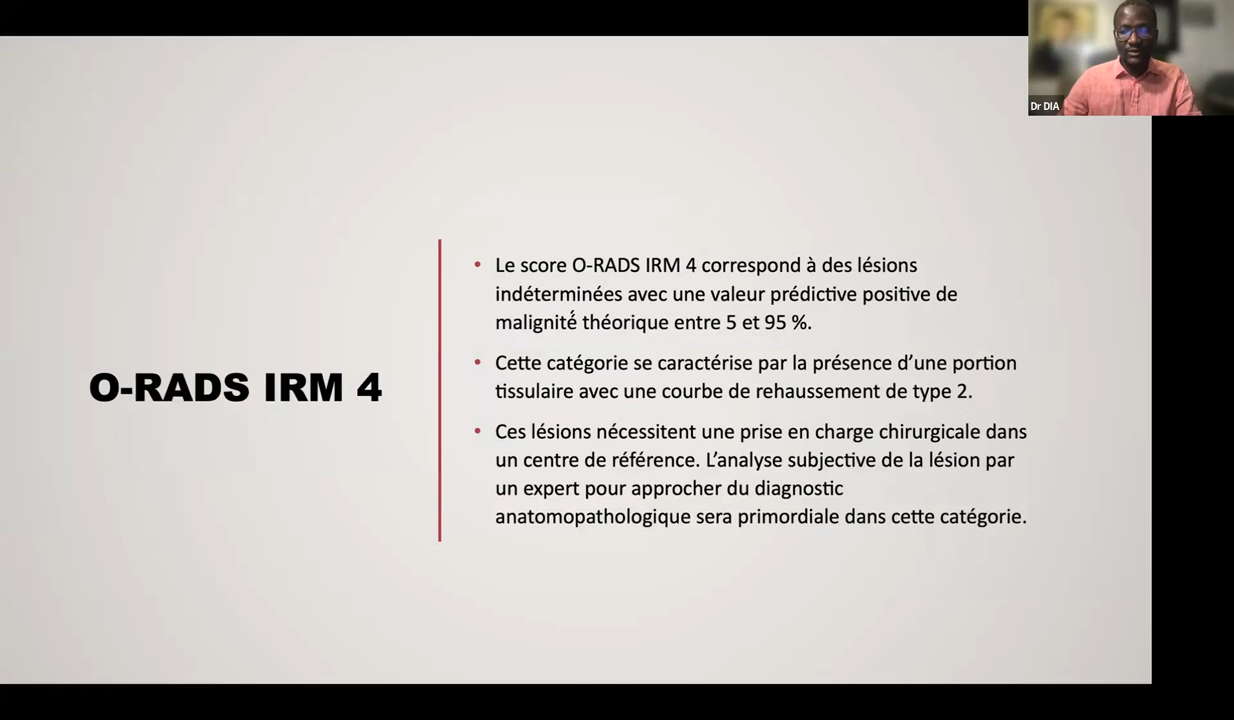 Dr DIA
O-RADS IRM 4
• Le score O-RADS IRM 4 correspond à des lésions
indéterminées avec une valeur prédictive positive de
malignité théorique entre 5 et 95 %.
• Cette catégorie se caractérise par la présence d’une portion
tissulaire avec une courbe de rehaussement de type 2.
• Ces lésions nécessitent une prise en charge chirurgicale dans
un centre de référence. L’analyse subjective de la lésion par
un expert pour approcher du diagnostic
anatomopathologique sera primordiale dans cette catégorie.